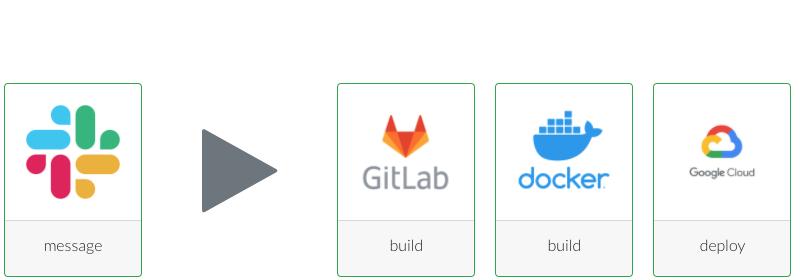 GitLab
docker
Google Cloud
message
build
build
deploy